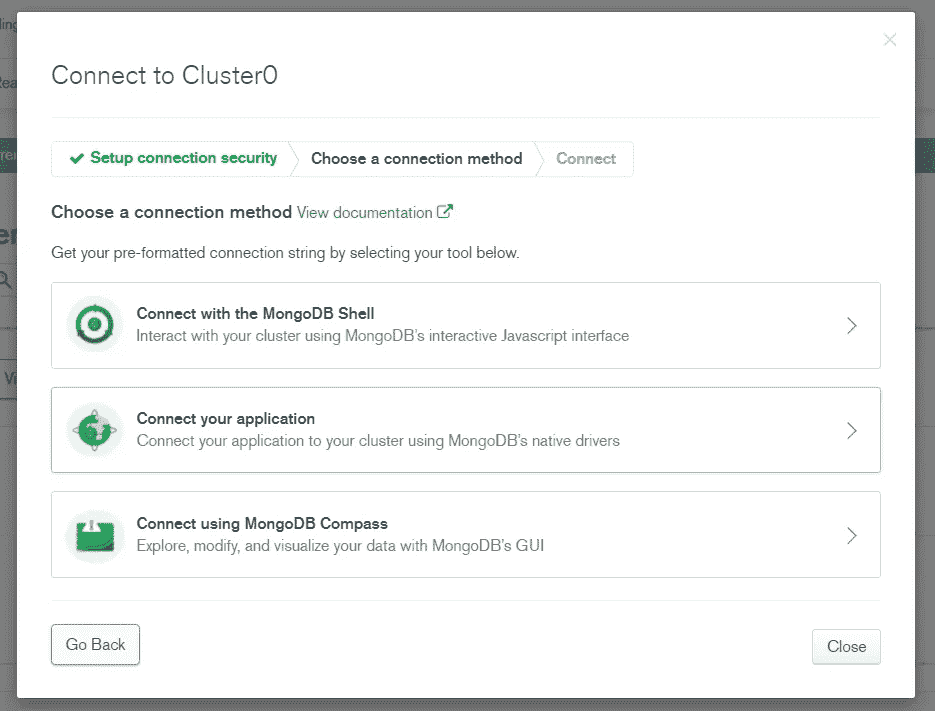 Connect to Cluster0
Setup connection security
Choose a connection method
Connect
Choose a connection method View documentation
Get your pre-formatted connection string by selecting your tool below.
Connect with the MongoDB Shell
Interact with your cluster using MongoDB's interactive Javascript interface
Connect your application
Connect your application to your cluster using MongoDB's native drivers
Connect using MongoDB Compass
Explore, modify, and visualize your data with MongoDB's GUI
Go Back
Close